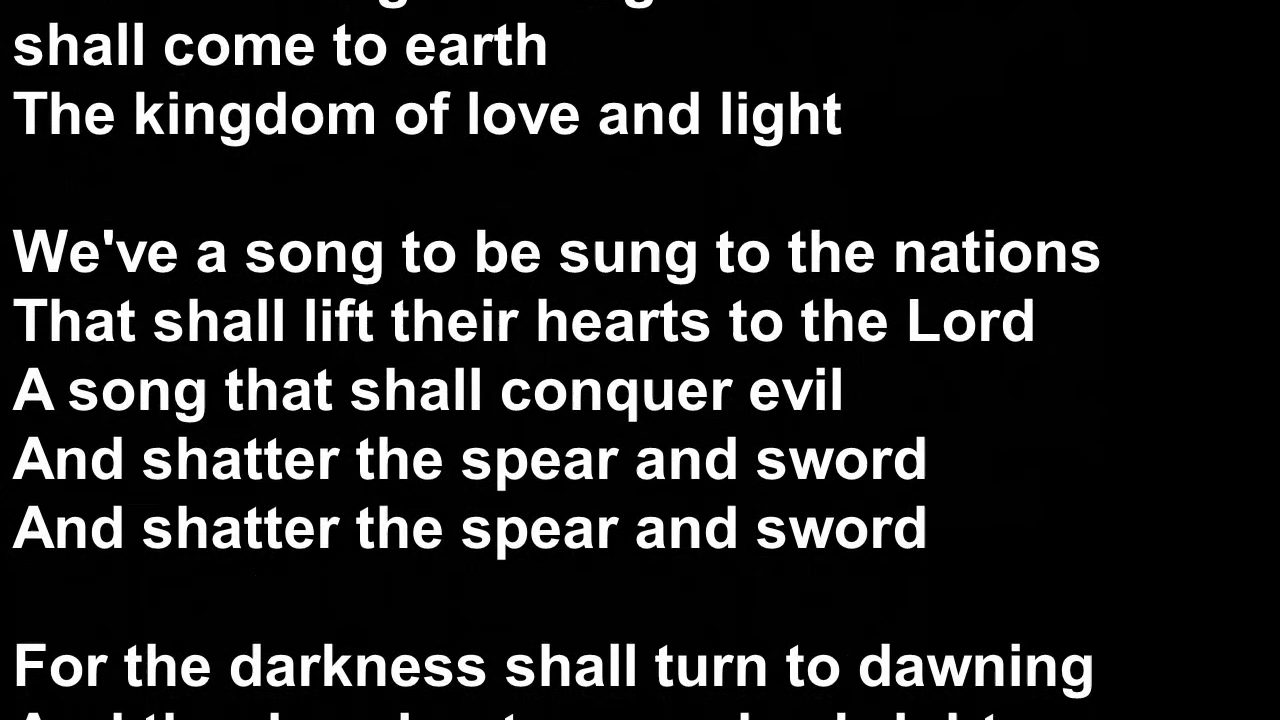 shall come to earth
The kingdom of love and light
We've a song to be sung to the nations
That shall lift their hearts to the Lord
A song that shall conquer evil
And shatter the spear and sword
And shatter the spear and sword
For the darkness shall turn to dawning